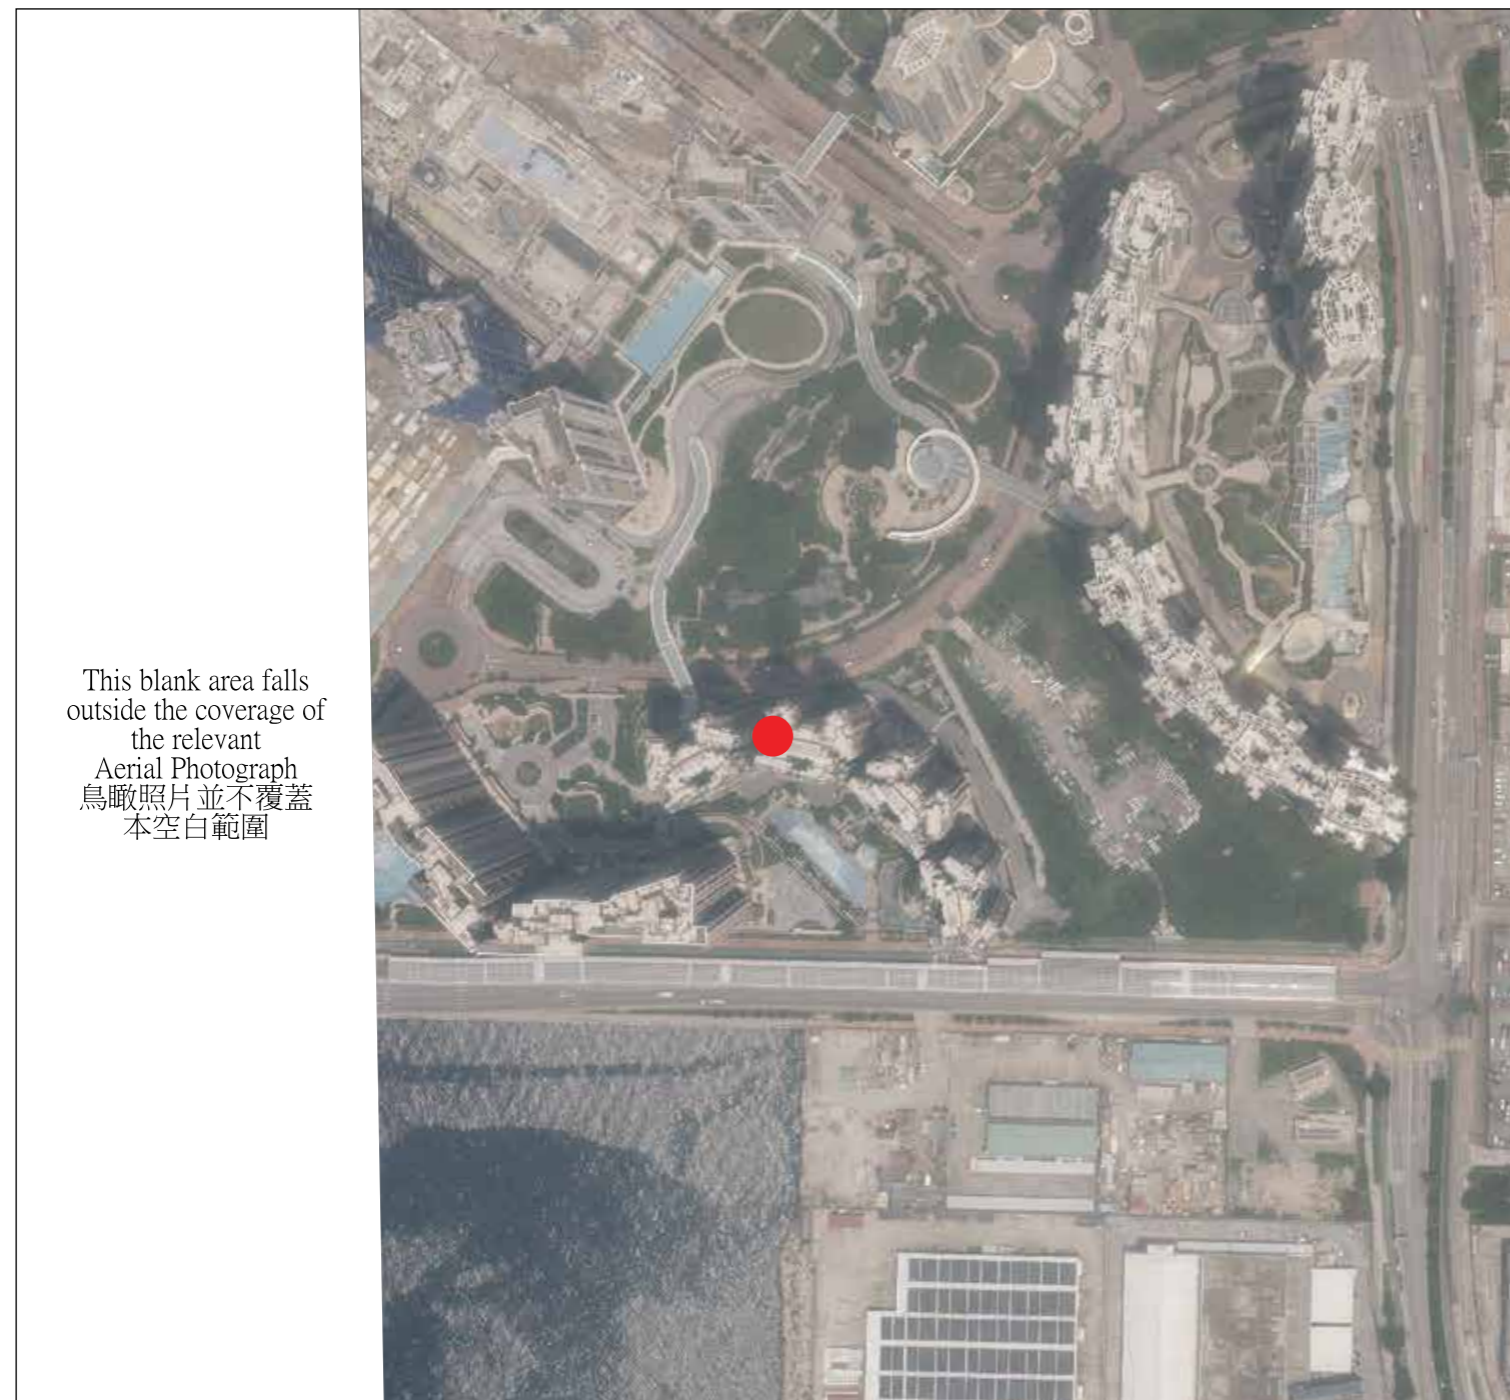 This blank area falls
outside the coverage of
the relevant
Aerial Photograph
鳥瞰照片並不覆蓋
本空白範圍